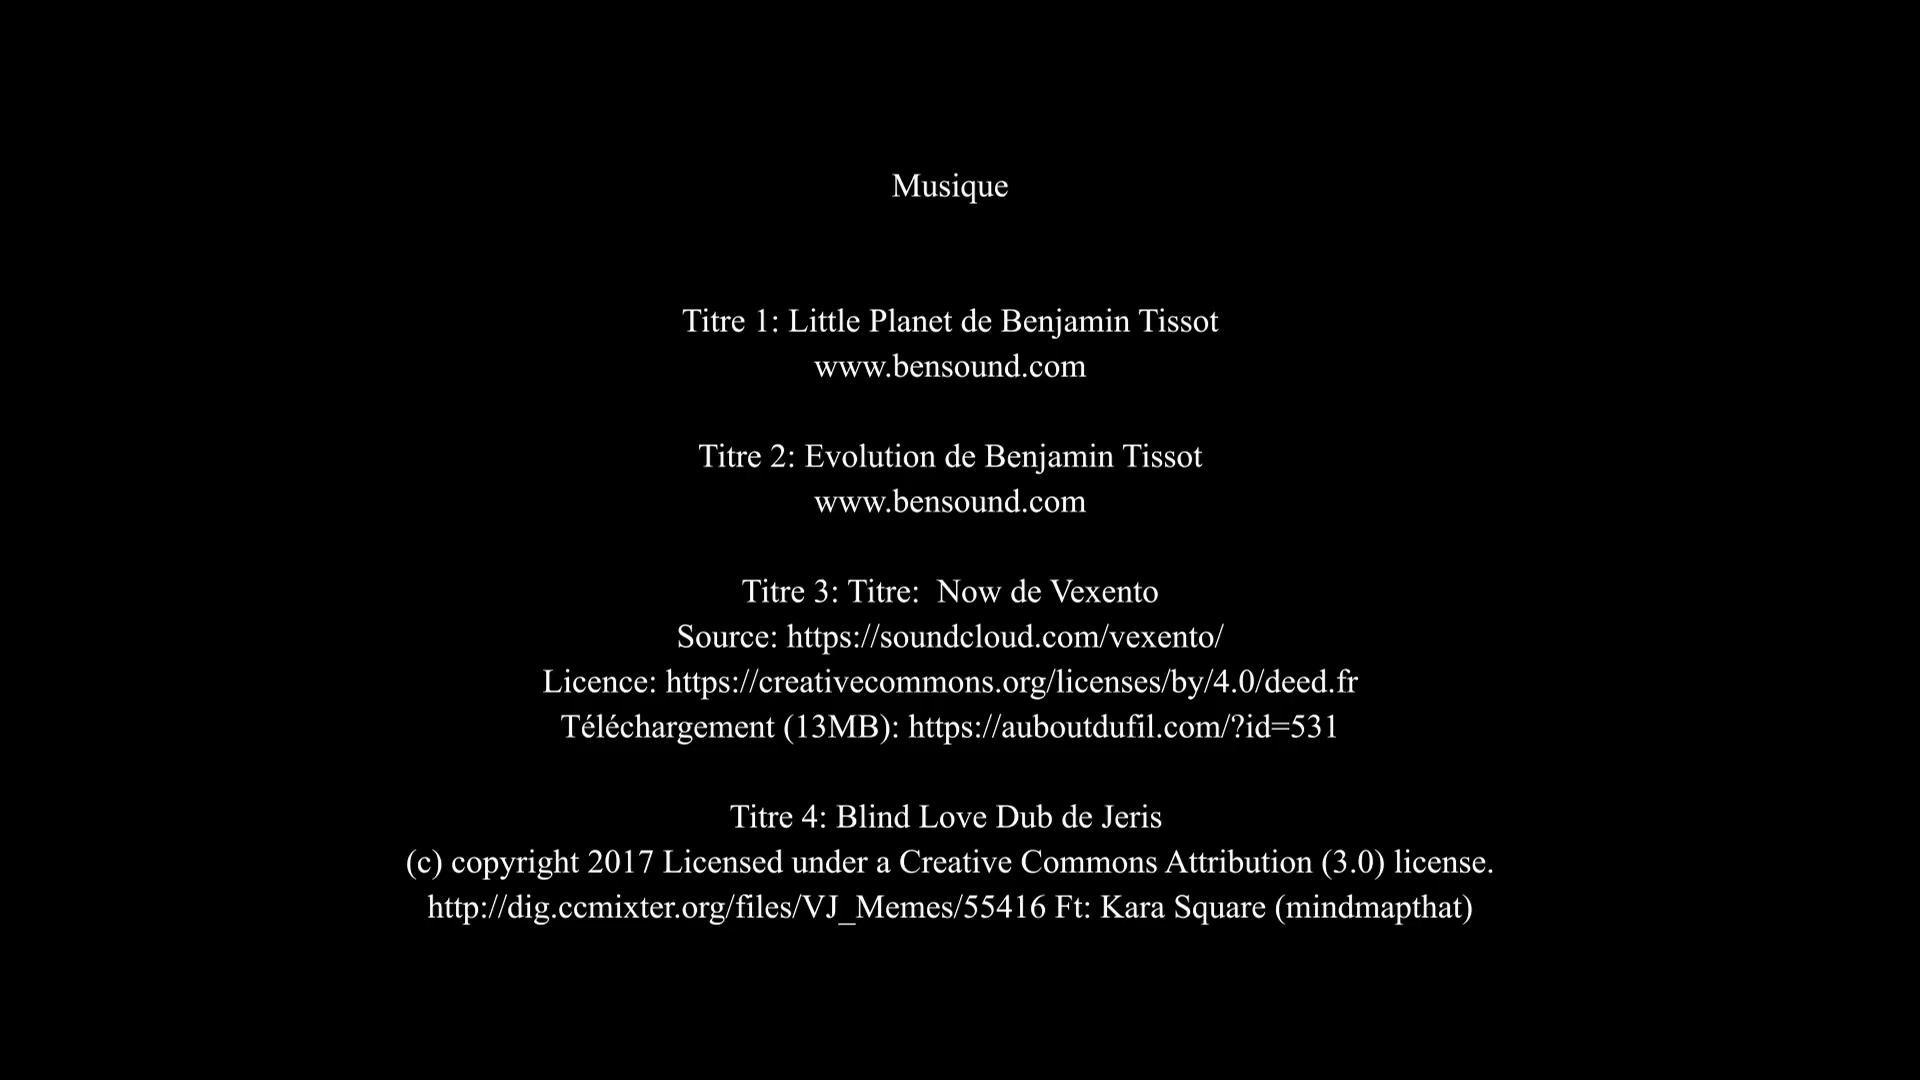 Musique
Titre 1: Little Planet de Benjamin Tissot
www.bensound.com
Titre 2: Evolution de Benjamin Tissot
www.bensound.com
Titre 3: Titre:  Now de Vexento
Source: https://soundcloud.com/vexento/
Licence: https://creativecommons.org/licenses/by/4.0/deed.fr
Téléchargement (13MB): https://auboutdufil.com/?id=531
Titre 4: Blind Love Dub de Jeris
(c) copyright 2017 Licensed under a Creative Commons Attribution (3.0) license.
http://dig.ccmixter.org/files/VJ_Memes/55416 Ft: Kara Square (mindmapthat)